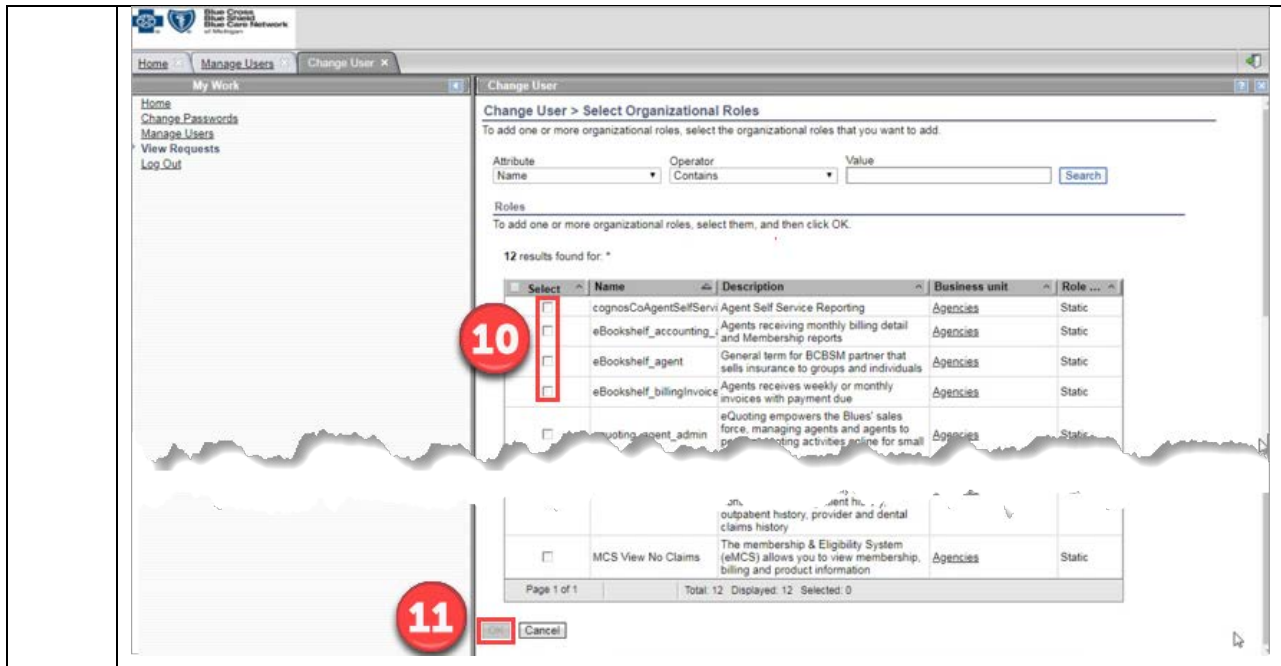 Blue Cross
Blue Shield
Blue Care Network
of Michigan
Home Manage Users Change User ×
My Work
Home
Change Passwords
Manage Users
View Requests
Log Out
Change User
Change User > Select Organizational Roles
To add one or more organizational roles, select the organizational roles that you want to add.
Attribute Operator Value
Name Contains Search
Roles
To add one or more organizational roles, select them, and then click OK.
12 results found for: *
Select Name Description Business unit Role ...
cognosCoAgentSelfServi Agent Self Service Reporting Agencies Static
10
eBookshelf_accounting_ Agents receiving monthly billing detail
and Membership reports Agencies Static
eBookshelf_agent General term for BCBSM partner that
sells insurance to groups and individuals Agencies Static
eBookshelf_billingInvoice Agents receives weekly or monthly
invoices with payment due Agencies Static
eQuoting empowers the Blues' sales
force, managing agents and agents to
agent_admin online for small Agencies Static
outpatient history, provider and dental
claims history
MCS View No Claims The membership & Eligibility System
(eMCS) allows you to view membership,
billing and product information Agencies Static
Page 1 of 1 Total: 12 Displayed: 12 Selected: 0
11
OK Cancel